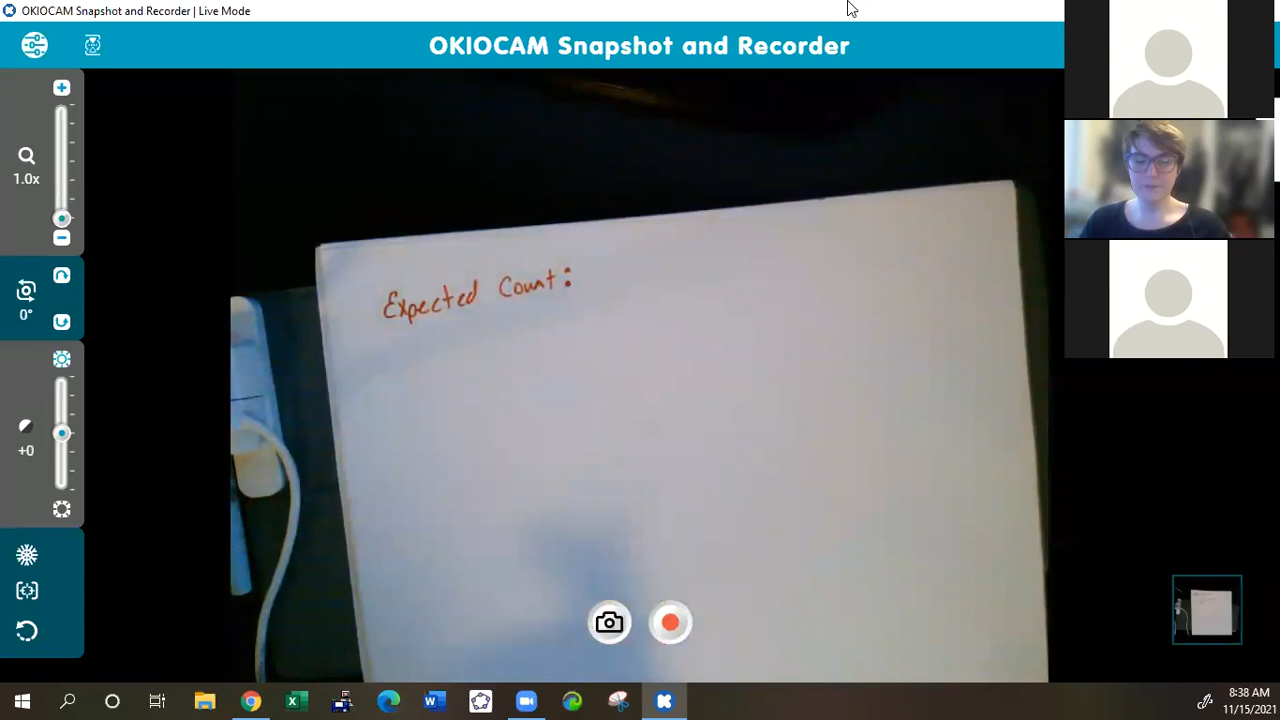 OKIOCAM Snapshot and Recorder | Live Mode
OKIOCAM Snapshot and Recorder
1.0x
0°
+0
Expected Count:
8:38 AM
11/15/2021